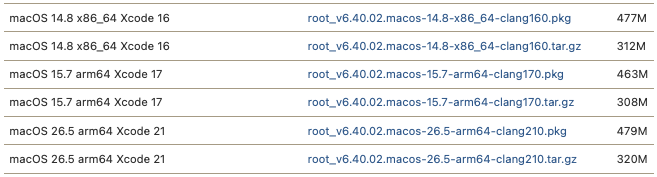 macOS 14.8 x86_64 Xcode 16 root_v6.40.02.macos-14.8-x86_64-clang160.pkg 477M
macOS 14.8 x86_64 Xcode 16 root_v6.40.02.macos-14.8-x86_64-clang160.tar.gz 312M
macOS 15.7 arm64 Xcode 17 root_v6.40.02.macos-15.7-arm64-clang170.pkg 463M
macOS 15.7 arm64 Xcode 17 root_v6.40.02.macos-15.7-arm64-clang170.tar.gz 308M
macOS 26.5 arm64 Xcode 21 root_v6.40.02.macos-26.5-arm64-clang210.pkg 479M
macOS 26.5 arm64 Xcode 21 root_v6.40.02.macos-26.5-arm64-clang210.tar.gz 320M